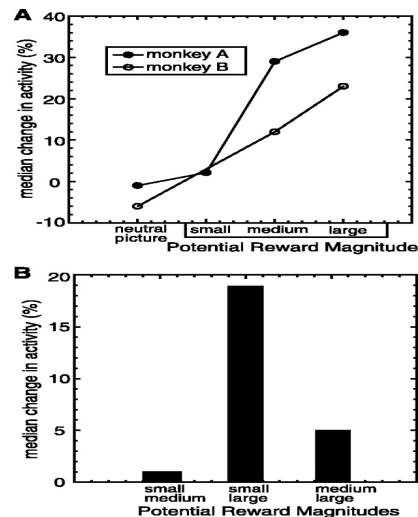 A
median change in activity (%)
40
30
20
10
0
-10
monkey A
monkey B
neutral picture
small
medium
large
Potential Reward Magnitude
B
median change in activity (%)
20
15
10
5
0
small medium
small large
medium large
Potential Reward Magnitudes